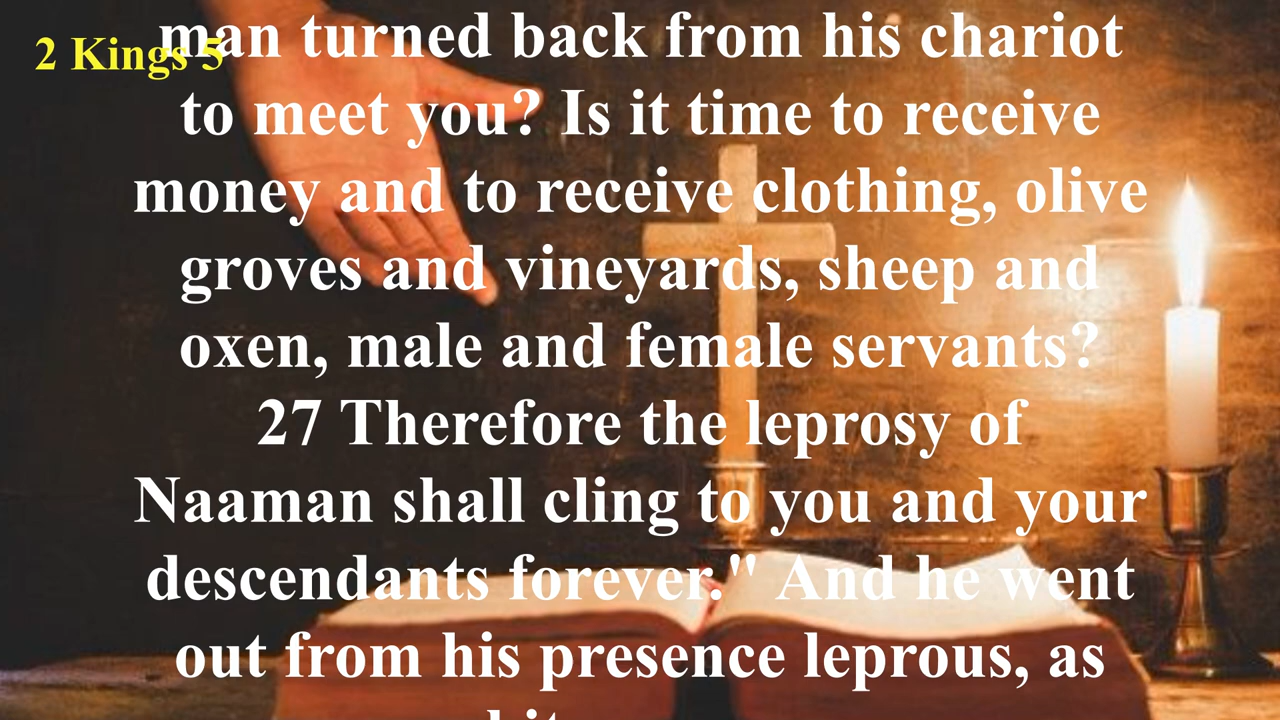 2 Kings 5
man turned back from his chariot
to meet you? Is it time to receive
money and to receive clothing, olive
groves and vineyards, sheep and
oxen, male and female servants?
27 Therefore the leprosy of
Naaman shall cling to you and your
descendants forever." And he went
out from his presence leprous, as